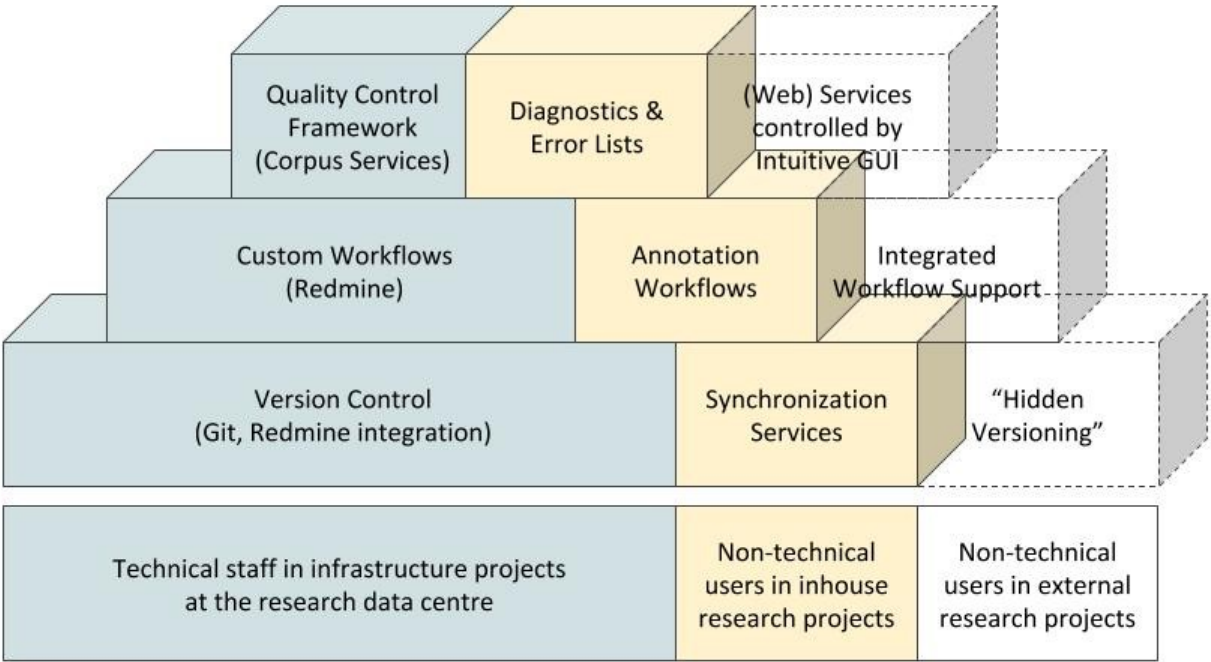 Quality Control
Framework
(Corpus Services)
Diagnostics &
Error Lists
(Web) Services
controlled by
Intuitive GUI
Custom Workflows
(Redmine)
Annotation
Workflows
Integrated
Workflow Support
Version Control
(Git, Redmine integration)
Synchronization
Services
“Hidden
Versioning”
Technical staff in infrastructure projects
at the research data centre
Non-technical
users in inhouse
research projects
Non-technical
users in external
research projects